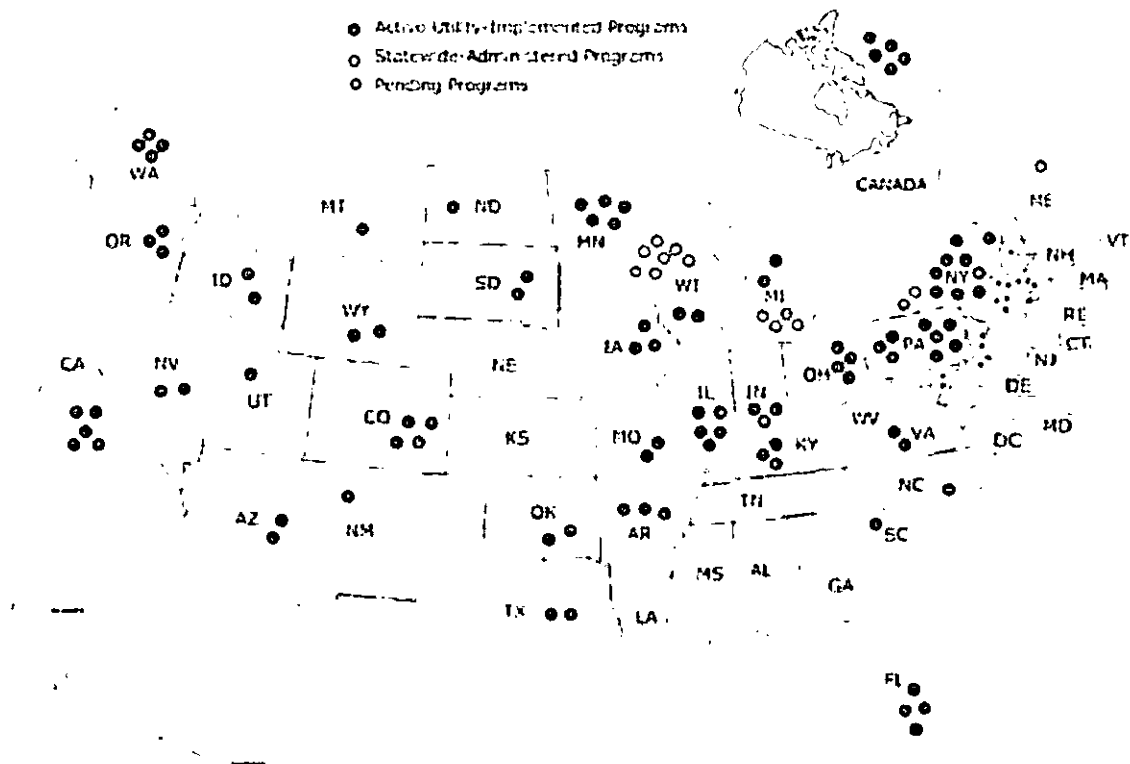 Active Utility-Implemented Programs
Statewide-Administered Programs
Pending Programs
CANADA
WA
ME
MT
ND
MN
OR
VT
NH
ID
SD
WI
MI
NY
MA
WY
RI
CA
NV
NE
IA
PA
CT
NJ
OH
DE
UT
CO
IL
IN
WV
MD
KS
MO
KY
VA
DC
TN
NC
AZ
NM
OK
AR
SC
MS
AL
GA
TX
LA
FL